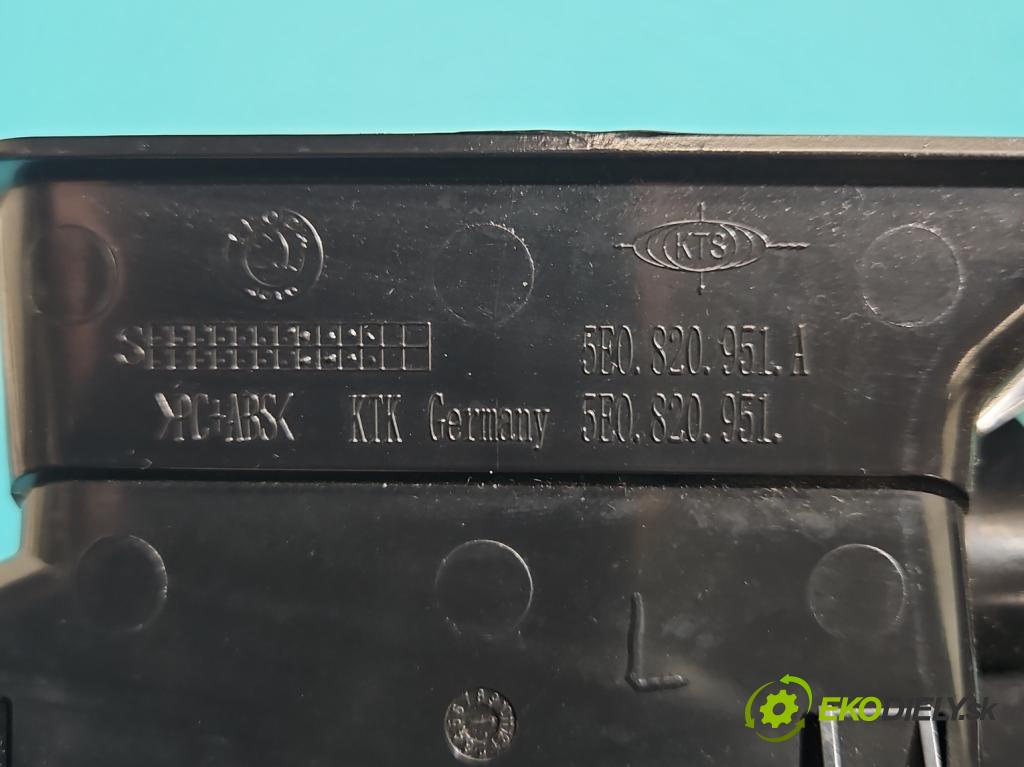 KTS
S
5E0.820.951.A
>PC+ABS<
KTK Germany
5E0.820.951.
L
EKODIELY.sk